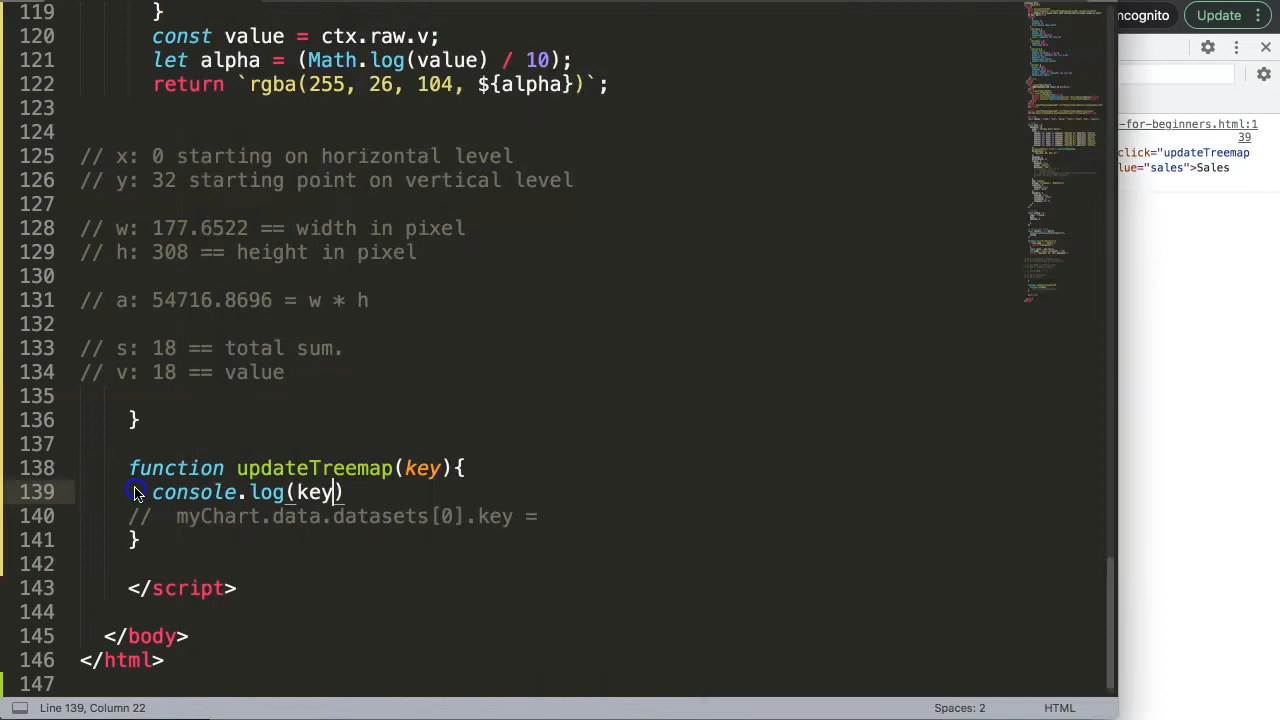 119 }
120 const value = ctx.raw.v;
121 let alpha = (Math.log(value) / 10);
122 return `rgba(255, 26, 104, ${alpha})`;
123
124
125 // x: 0 starting on horizontal level
126 // y: 32 starting point on vertical level
127
128 // w: 177.6522 == width in pixel
129 // h: 308 == height in pixel
130
131 // a: 54716.8696 = w * h
132
133 // s: 18 == total sum.
134 // v: 18 == value
135
136 }
137
138 function updateTreemap(key){
139 console.log(key)
140 // myChart.data.datasets[0].key =
141 }
142
143 </script>
144
145 </body>
146 </html>
147
Line 139, Column 22
Spaces: 2
HTML
Incognito
Update
-for-beginners.html:1
39
click="updateTreemap
lue="sales">Sales